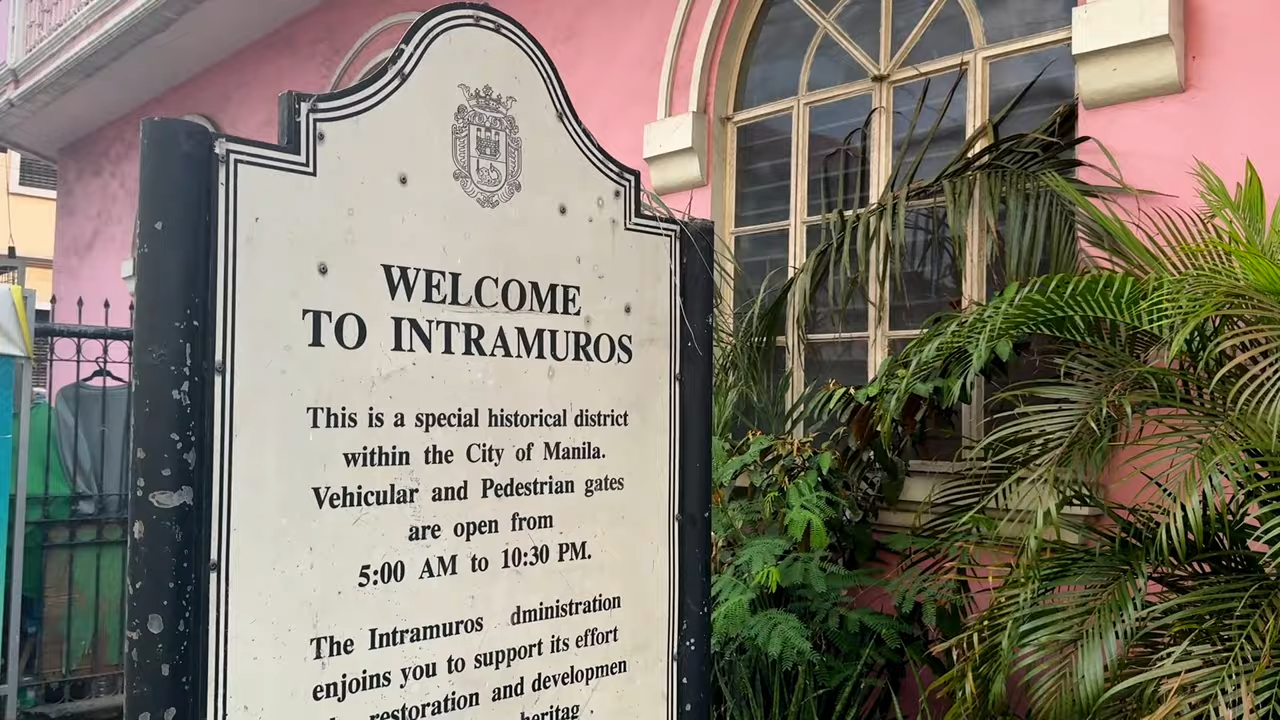 WELCOME
TO INTRAMUROS
This is a special historical district
within the City of Manila.
Vehicular and Pedestrian gates
are open from
5:00 AM to 10:30 PM.
The Intramuros dministration
enjoins you to support its effort
restoration and developmen
heritag